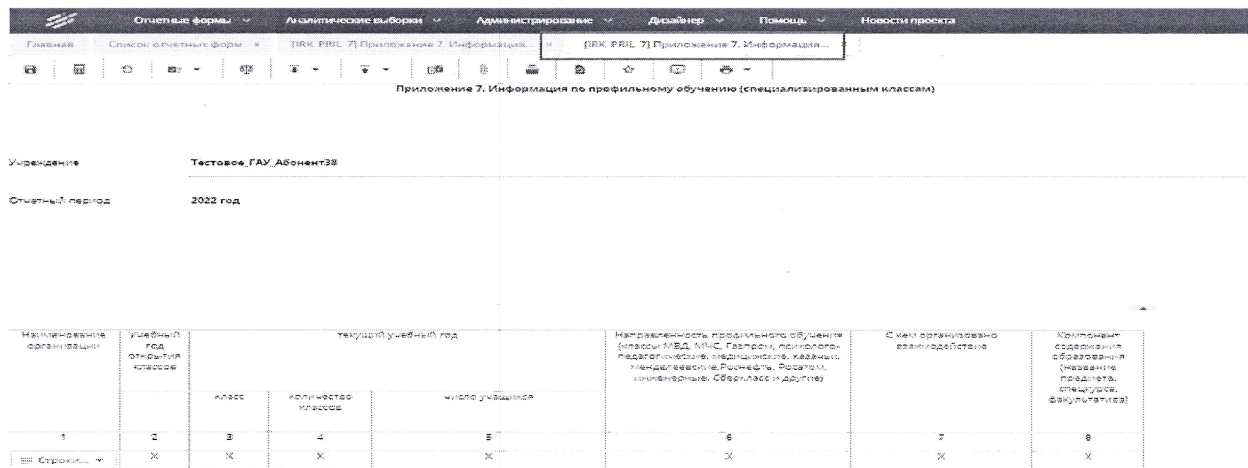 Отчетные формы Аналитические выборки Администрирование Дизайнер Помощь Новости проекта
Главная Список отчетных форм × [IRK_PRIL_7] Приложение 7. Информация... × [IRK_PRIL_7] Приложение 7. Информация...
Приложение 7. Информация по профильному обучению (специализированным классам)
Учреждение Тестовое_ГАУ_Абонент38
Отчетный период 2022 год
Наименование организации
Учебный год открытия классов
текущий учебный год
Направленность профильного обучения
(классы МВД, МЧС, Газпром, психолого-
педагогические, медицинские, казачьи,
менделеевские,Роснефть, Росатом,
инженерные, Сберкласс и другие)
С кем организовано
взаимодействие
Компонент
содержания
образования
(название
предмета,
спецкурса,
факультатива)
класс
количество
классов
число учащихся
1 2 3 4 5 6 7 8
Строки... X X X X X X X